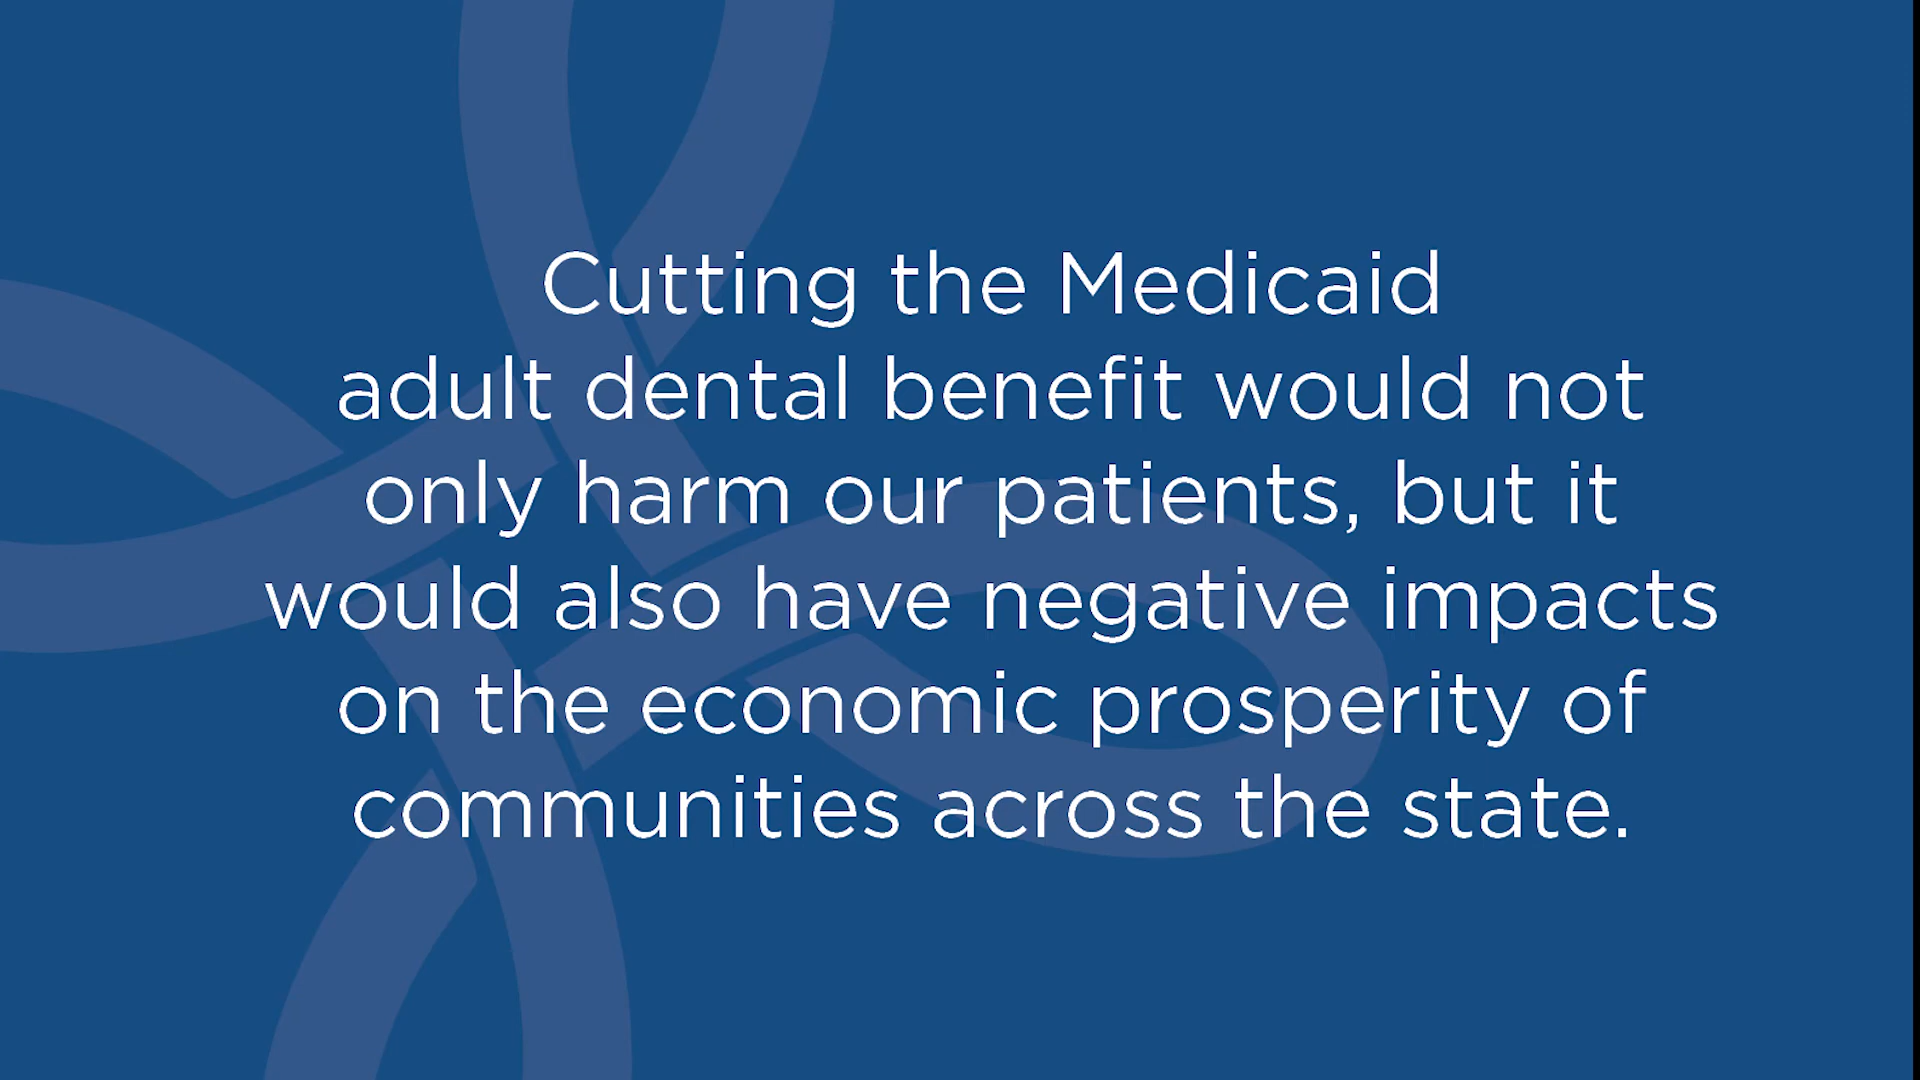 Cutting the Medicaid
adult dental benefit would not
only harm our patients, but it
would also have negative impacts
on the economic prosperity of
communities across the state.